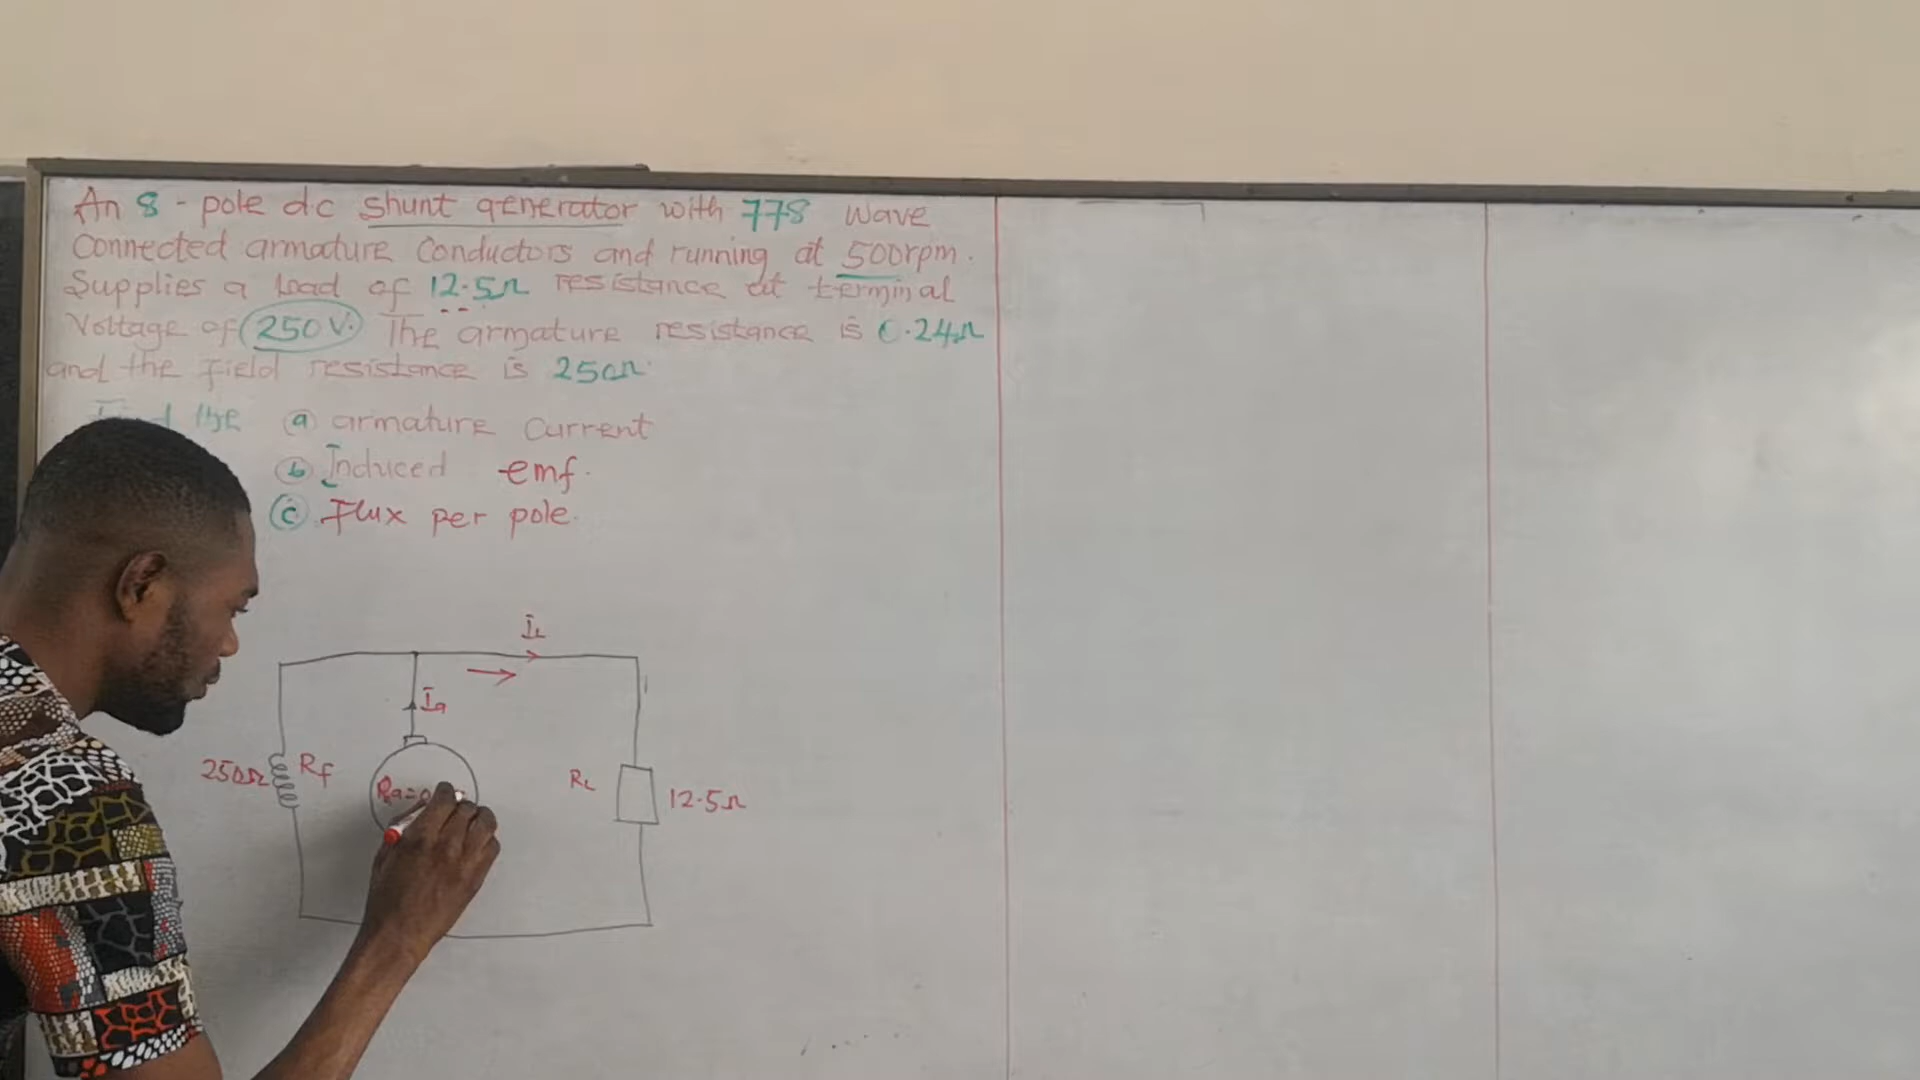 An 8 - pole d.c shunt generator with 778 wave
Connected armature conductors and running at 500rpm.
Supplies a load of 12.5Ω resistance at terminal
Voltage of 250V. The armature resistance is 0.24Ω
and the field resistance is 250Ω.
the (a) armature current
(b) Induced emf.
(c) Flux per pole.
IL
Ia
250Ω Rf
Ra=
RL
12.5Ω